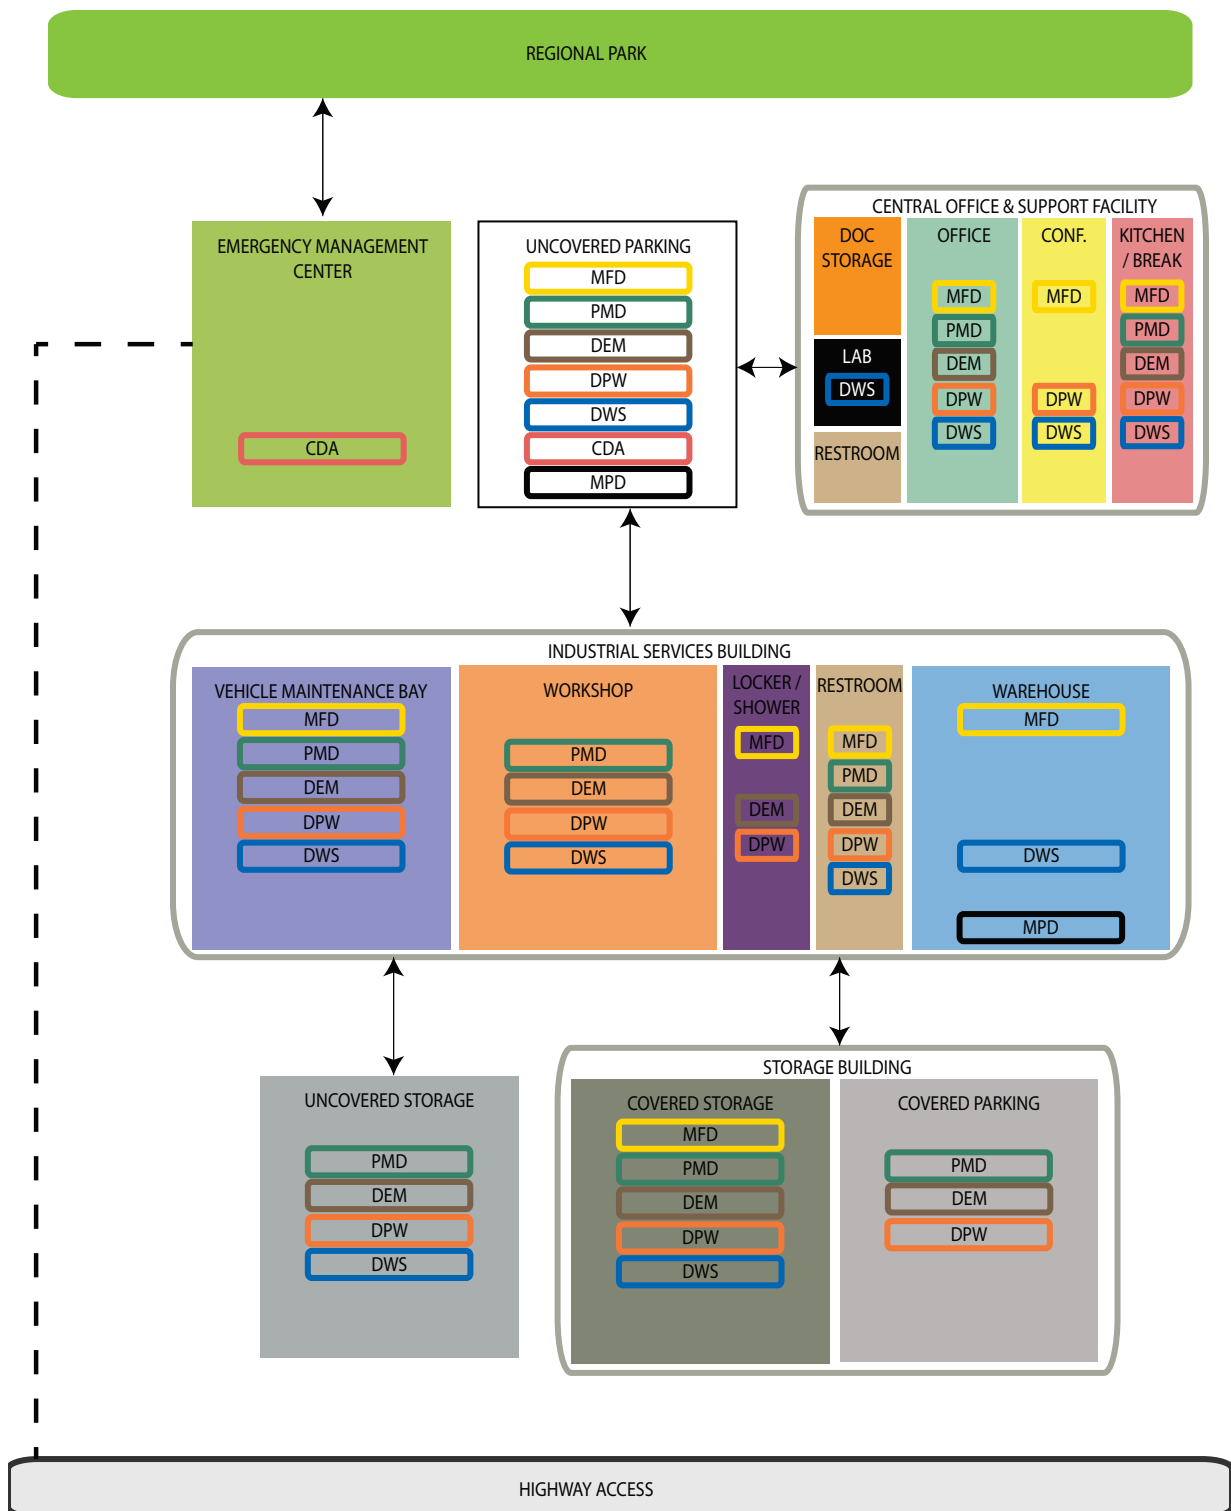 REGIONAL PARK
EMERGENCY MANAGEMENT
CENTER
CDA
UNCOVERED PARKING
MFD
PMD
DEM
DPW
DWS
CDA
MPD
CENTRAL OFFICE & SUPPORT FACILITY
DOC
STORAGE
LAB
DWS
RESTROOM
OFFICE
MFD
PMD
DEM
DPW
DWS
CONF.
MFD
DPW
DWS
KITCHEN
/ BREAK
MFD
PMD
DEM
DPW
DWS
INDUSTRIAL SERVICES BUILDING
VEHICLE MAINTENANCE BAY
MFD
PMD
DEM
DPW
DWS
WORKSHOP
PMD
DEM
DPW
DWS
LOCKER /
SHOWER
MFD
DEM
DPW
RESTROOM
MFD
PMD
DEM
DPW
DWS
WAREHOUSE
MFD
DWS
MPD
UNCOVERED STORAGE
PMD
DEM
DPW
DWS
STORAGE BUILDING
COVERED STORAGE
MFD
PMD
DEM
DPW
DWS
COVERED PARKING
PMD
DEM
DPW
HIGHWAY ACCESS